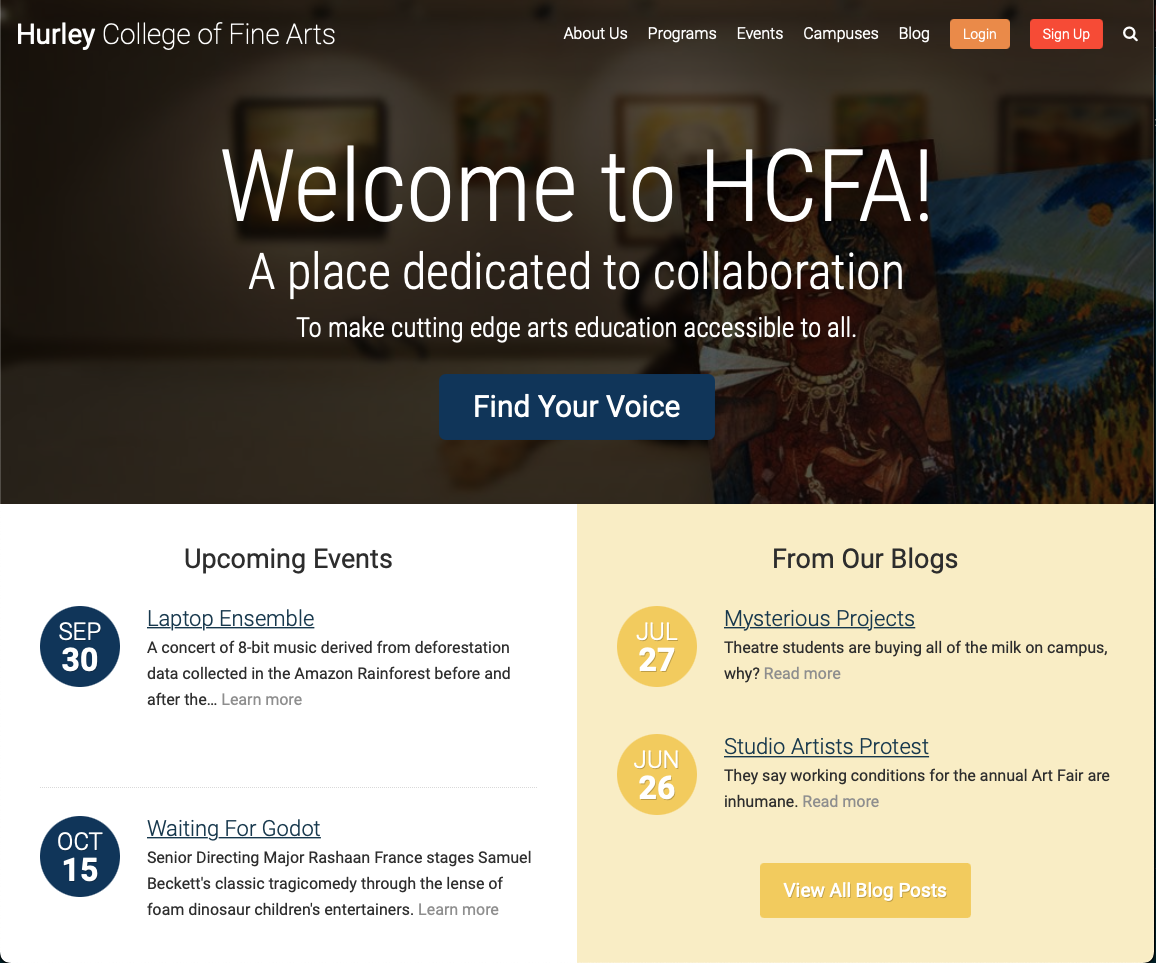 Hurley College of Fine Arts
About Us Programs Events Campuses Blog Login Sign Up
Welcome to HCFA!
A place dedicated to collaboration
To make cutting edge arts education accessible to all.
Find Your Voice
Upcoming Events
SEP
30
Laptop Ensemble
A concert of 8-bit music derived from deforestation
data collected in the Amazon Rainforest before and
after the… Learn more
OCT
15
Waiting For Godot
Senior Directing Major Rashaan France stages Samuel
Beckett's classic tragicomedy through the lense of
foam dinosaur children's entertainers. Learn more
From Our Blogs
JUL
27
Mysterious Projects
Theatre students are buying all of the milk on campus,
why? Read more
JUN
26
Studio Artists Protest
They say working conditions for the annual Art Fair are
inhumane. Read more
View All Blog Posts